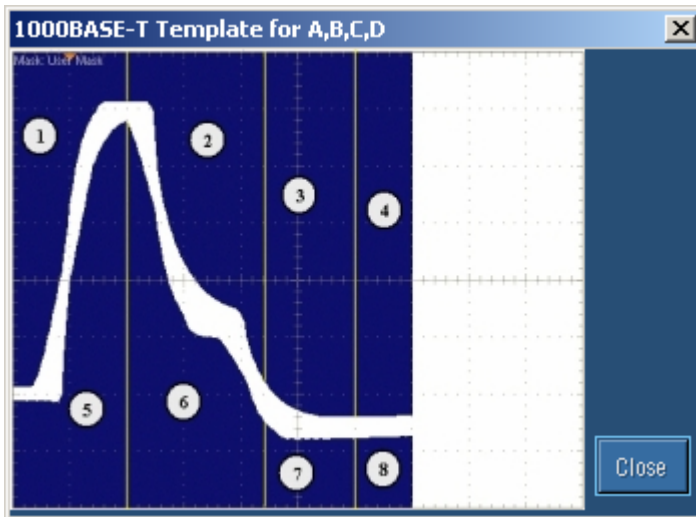 1000BASE-T Template for A,B,C,D
Mask: User Mask
1
2
3
4
5
6
7
8
Close